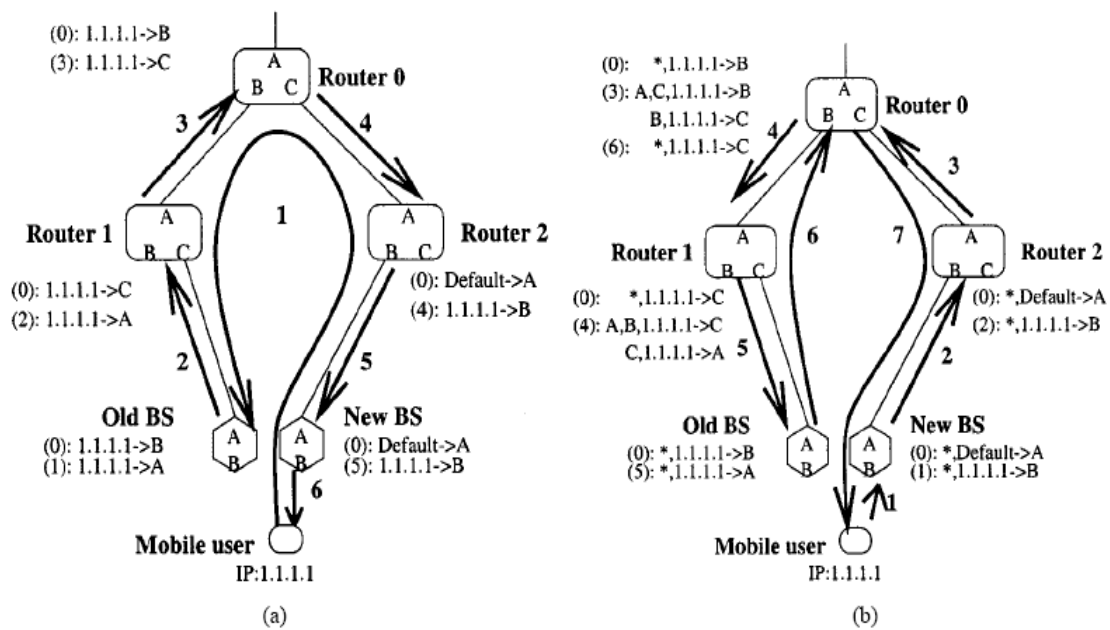 (0): 1.1.1.1->B
(3): 1.1.1.1->C
A
B C
Router 0
3
4
1
Router 1
A
B C
A
B C
Router 2
(0): 1.1.1.1->C
(2): 1.1.1.1->A
(0): Default->A
(4): 1.1.1.1->B
2
5
Old BS
(0): 1.1.1.1->B
(1): 1.1.1.1->A
A
B
A
B
New BS
(0): Default->A
(5): 1.1.1.1->B
6
Mobile user
IP:1.1.1.1
(a)
(0): *,1.1.1.1->B
(3): A,C,1.1.1.1->B
B,1.1.1.1->C
(6): *,1.1.1.1->C
A
B C
Router 0
4
3
6
7
Router 1
A
B C
A
B C
Router 2
(0): *,1.1.1.1->C
(4): A,B,1.1.1.1->C
C,1.1.1.1->A
(0): *,Default->A
(2): *,1.1.1.1->B
5
2
Old BS
(0): *,1.1.1.1->B
(5): *,1.1.1.1->A
A
B
A
B
New BS
(0): *,Default->A
(1): *,1.1.1.1->B
1
Mobile user
IP:1.1.1.1
(b)